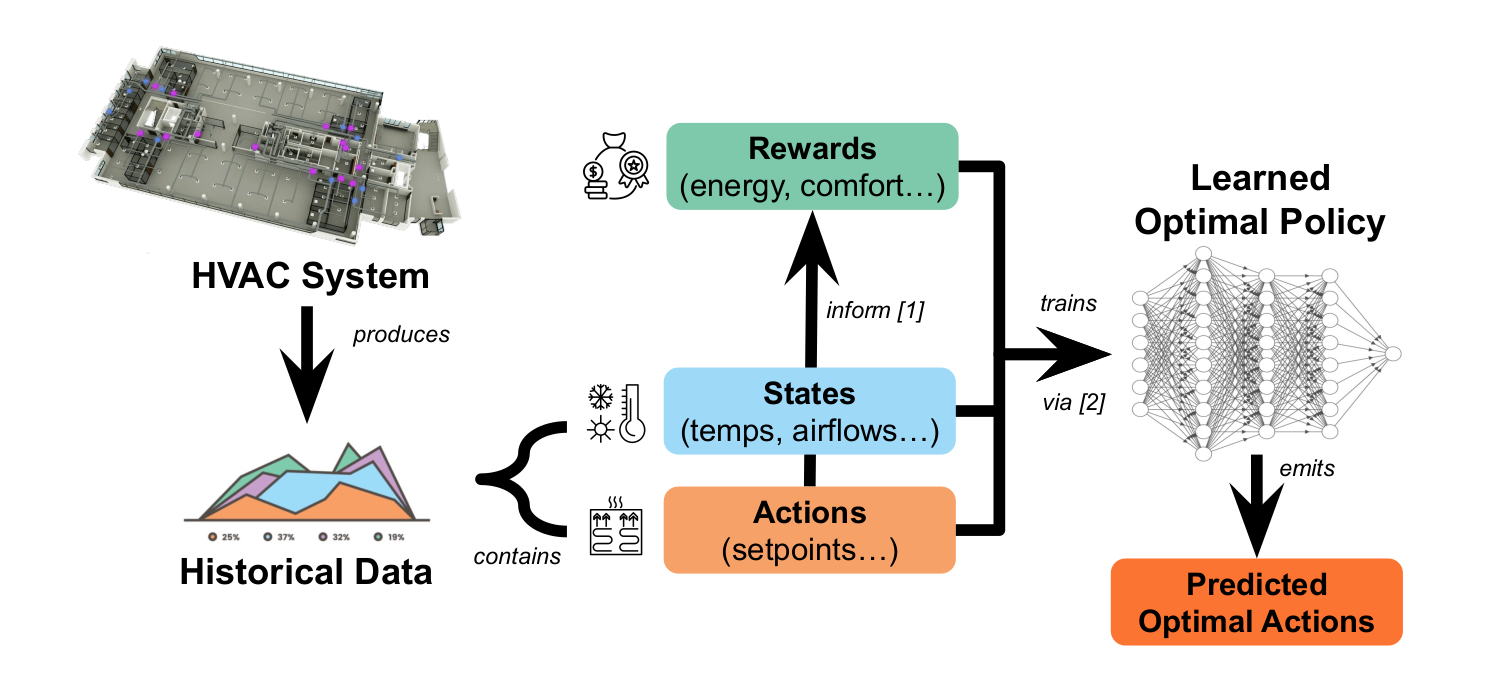 HVAC System
produces
25% 37% 32% 19%
Historical Data
contains
$
Rewards
(energy, comfort…)
inform [1]
States
(temps, airflows…)
Actions
(setpoints…)
trains
via [2]
Learned
Optimal Policy
emits
Predicted
Optimal Actions